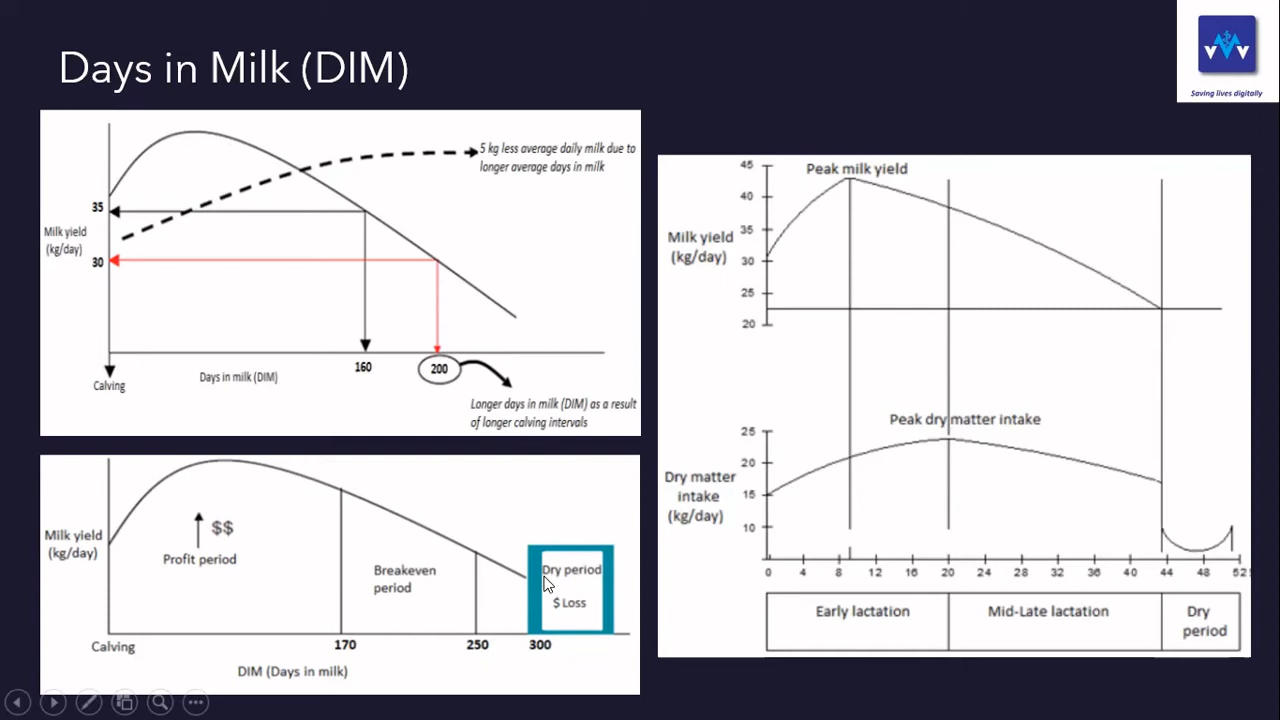 Days in Milk (DIM)
VMV
Saving lives digitally
5 kg less average daily milk due to
longer average days in milk
35
Milk yield
(kg/day)
30
160
200
Calving
Days in milk (DIM)
Longer days in milk (DIM) as a result
of longer calving intervals
Milk yield
(kg/day)
$$
Profit period
Breakeven
period
Dry period
$ Loss
Calving
170
250
300
DIM (Days in milk)
Peak milk yield
45
40
35
30
25
20
Milk yield
(kg/day)
Peak dry matter intake
25
20
15
10
Dry matter
intake
(kg/day)
0 4 8 12 16 20 24 28 32 36 40 44 48 52
Early lactation
Mid-Late lactation
Dry
period